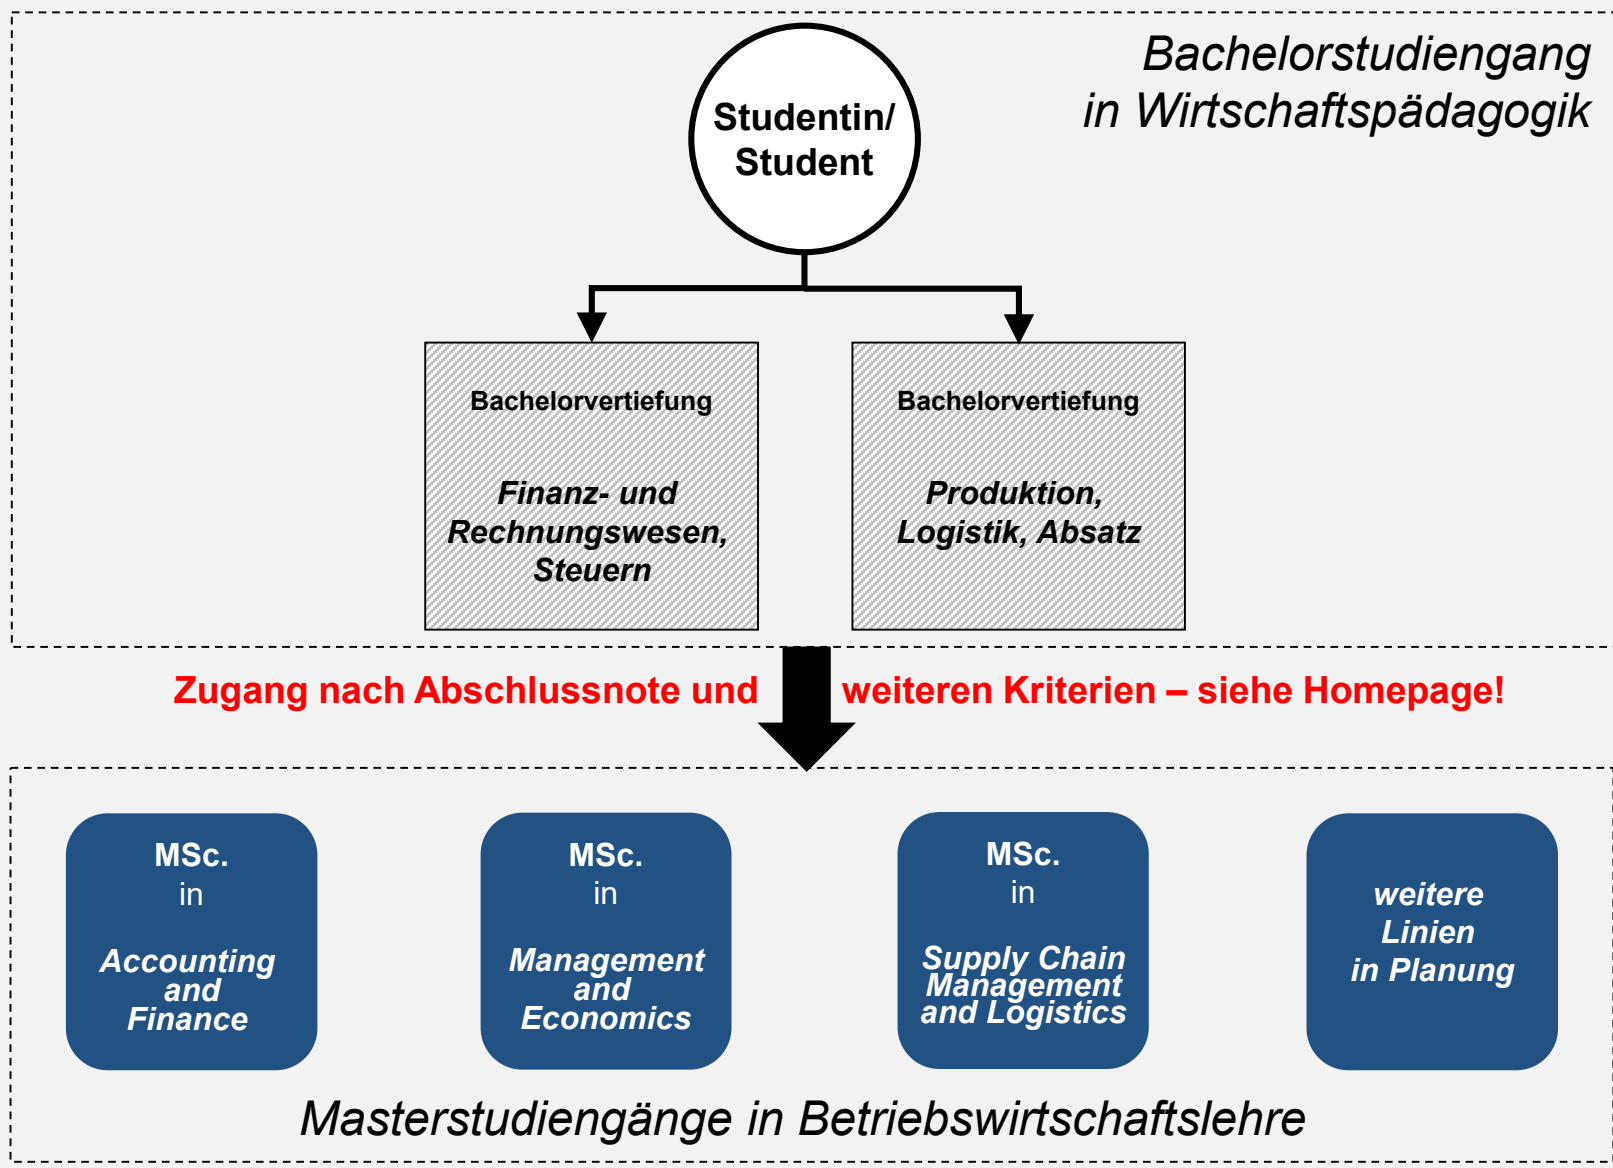 Bachelorstudiengang
in Wirtschaftspädagogik
Studentin/
Student
Bachelorvertiefung
Finanz- und
Rechnungswesen,
Steuern
Bachelorvertiefung
Produktion,
Logistik, Absatz
Zugang nach Abschlussnote und weiteren Kriterien – siehe Homepage!
MSc.
in
Accounting
and
Finance
MSc.
in
Management
and
Economics
MSc.
in
Supply Chain
Management
and Logistics
weitere
Linien
in Planung
Masterstudiengänge in Betriebswirtschaftslehre